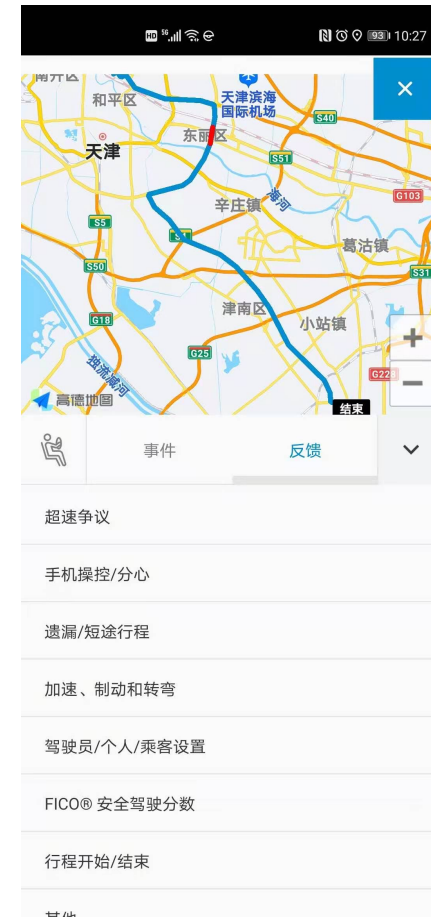 HD 5G 93 10:27
南开区
和平区
天津滨海
国际机场
S40
东丽区
天津
S51
海河
G103
辛庄镇
S5
葛沽镇
S50
S31
津南区
小站镇
G18
G25
独流减河
高德地图
结束
事件
反馈
超速争议
手机操控/分心
遗漏/短途行程
加速、制动和转弯
驾驶员/个人/乘客设置
FICO® 安全驾驶分数
行程开始/结束
其他